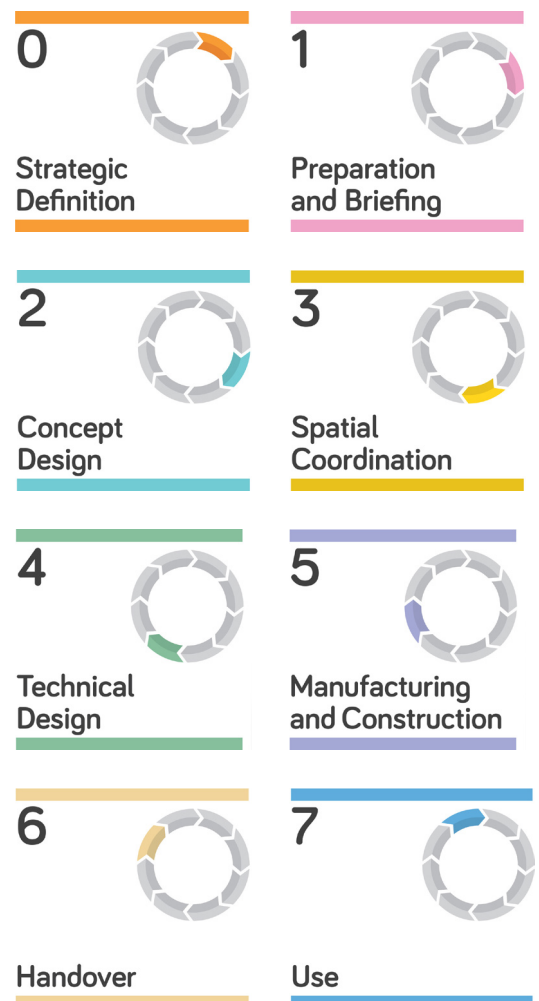 0
Strategic
Definition
1
Preparation
and Briefing
2
Concept
Design
3
Spatial
Coordination
4
Technical
Design
5
Manufacturing
and Construction
6
Handover
7
Use